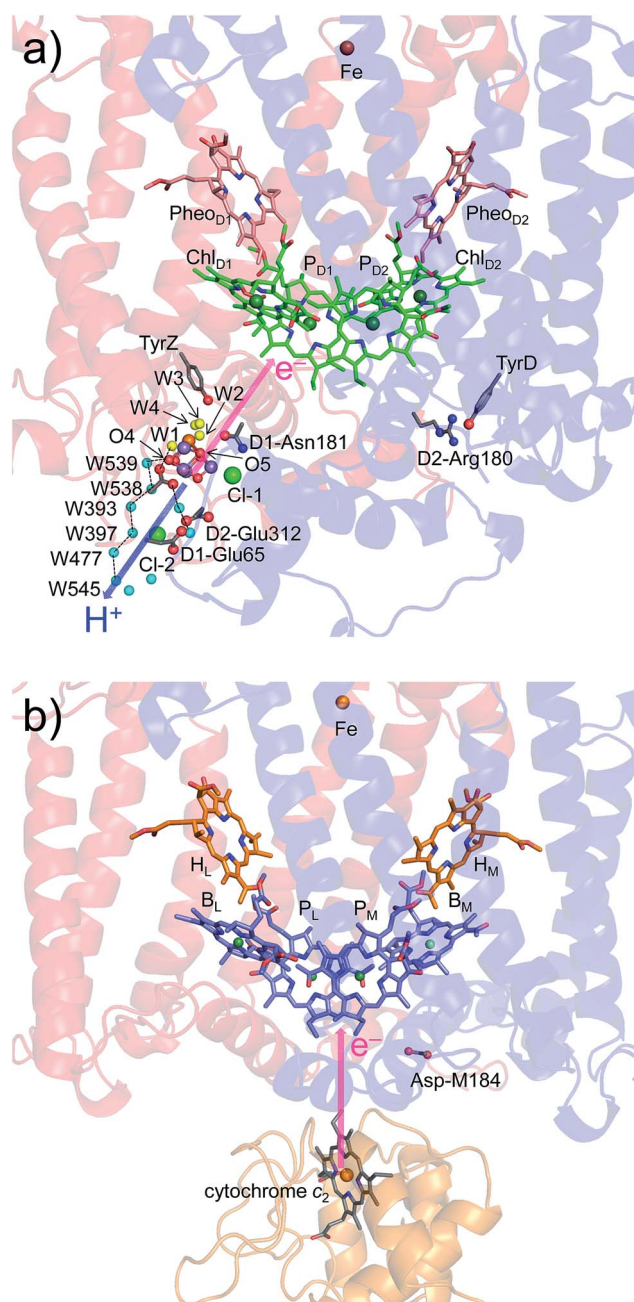 a)
Fe
PheoD1
PheoD2
ChlD1
PD1
PD2
ChlD2
TyrZ
e–
TyrD
W3
W4
W2
W1
O4
D1-Asn181
D2-Arg180
W539
O5
W538
Cl-1
W393
W397
D2-Glu312
W477
Cl-2
D1-Glu65
W545
H+
b)
Fe
HL
HM
BL
PL
PM
BM
e–
Asp-M184
cytochrome c2